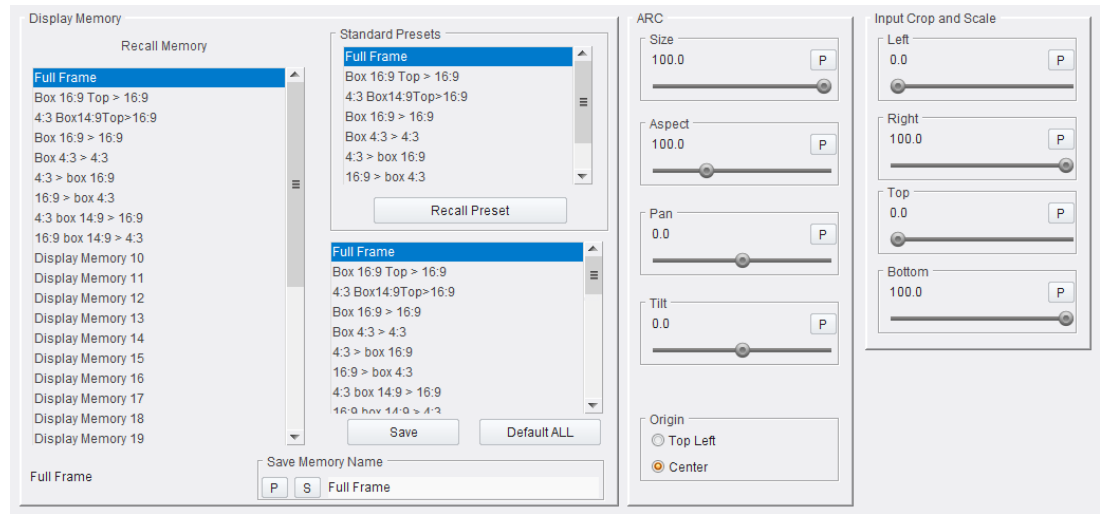 Display Memory
Recall Memory
Full Frame
Box 16:9 Top > 16:9
4:3 Box14:9Top>16:9
Box 16:9 > 16:9
Box 4:3 > 4:3
4:3 > box 16:9
16:9 > box 4:3
4:3 box 14:9 > 16:9
16:9 box 14:9 > 4:3
Display Memory 10
Display Memory 11
Display Memory 12
Display Memory 13
Display Memory 14
Display Memory 15
Display Memory 16
Display Memory 17
Display Memory 18
Display Memory 19
Full Frame
Standard Presets
Full Frame
Box 16:9 Top > 16:9
4:3 Box14:9Top>16:9
Box 16:9 > 16:9
Box 4:3 > 4:3
4:3 > box 16:9
16:9 > box 4:3
Recall Preset
Full Frame
Box 16:9 Top > 16:9
4:3 Box14:9Top>16:9
Box 16:9 > 16:9
Box 4:3 > 4:3
4:3 > box 16:9
16:9 > box 4:3
4:3 box 14:9 > 16:9
16:9 box 14:9 > 4:3
Save Default ALL
Save Memory Name
P S Full Frame
ARC
Size
100.0 P
Aspect
100.0 P
Pan
0.0 P
Tilt
0.0 P
Origin
Top Left
Center
Input Crop and Scale
Left
0.0 P
Right
100.0 P
Top
0.0 P
Bottom
100.0 P